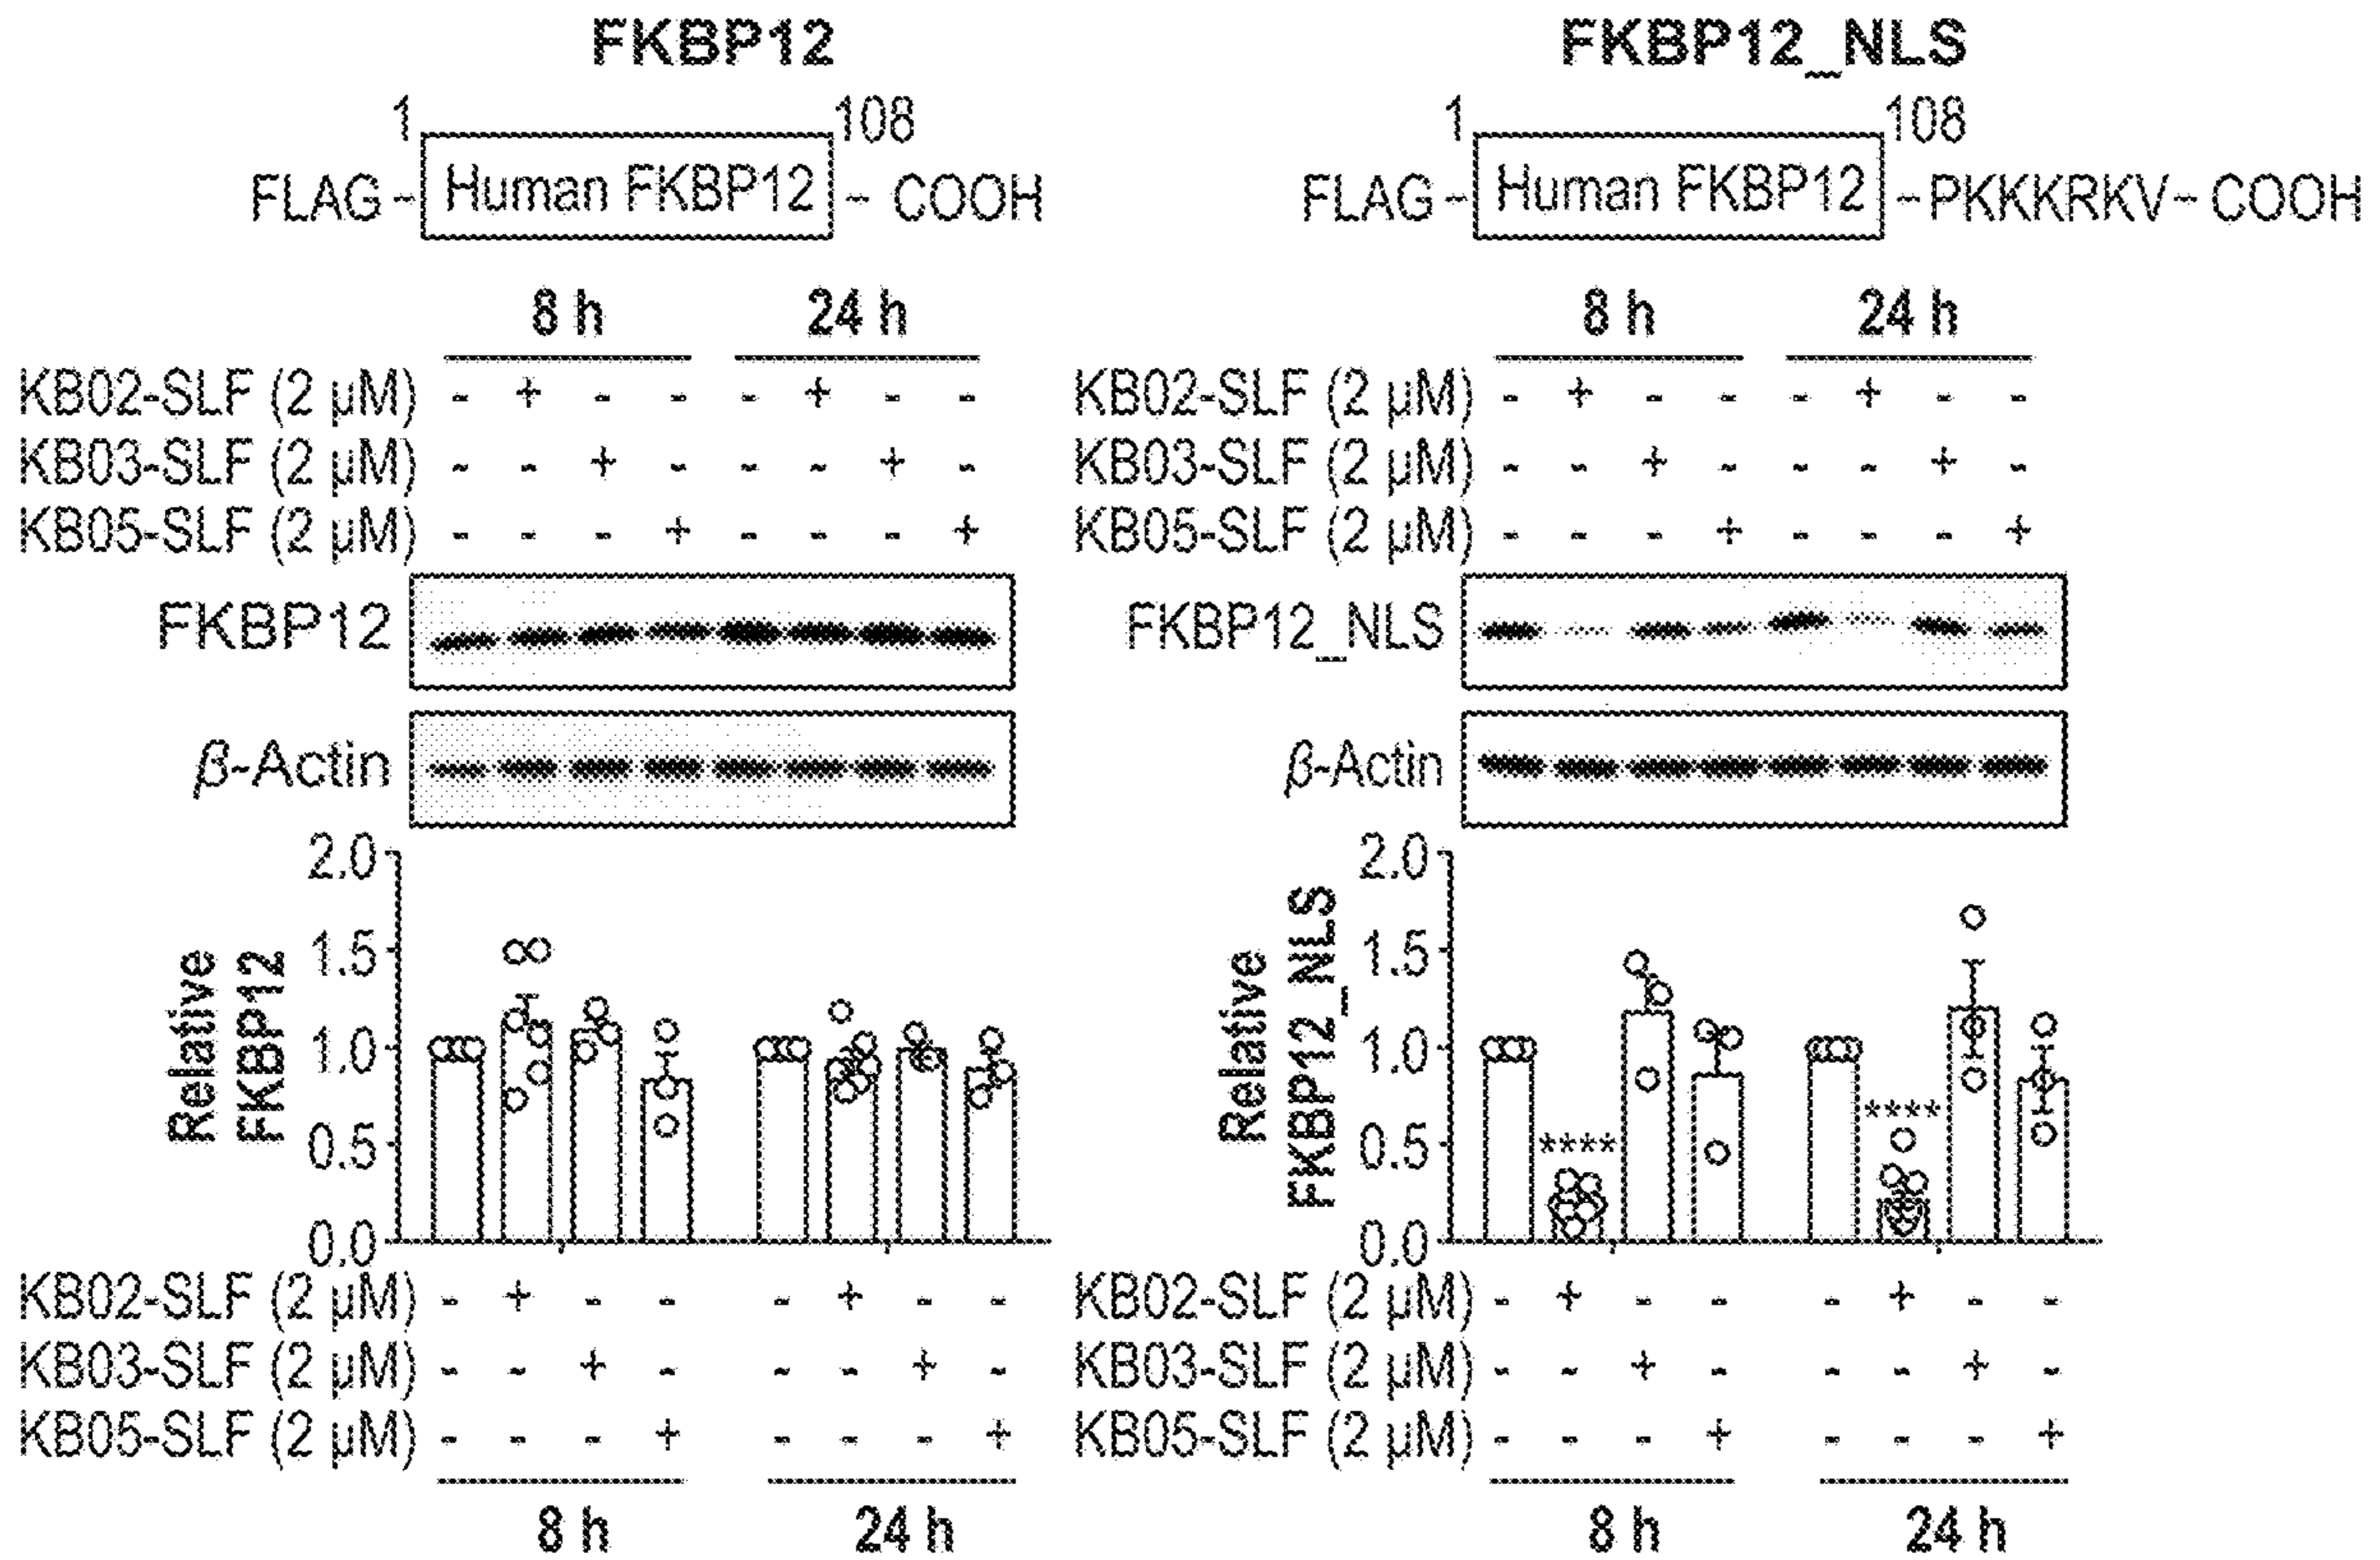 FKBP12
1 108
FLAG - Human FKBP12 - COOH
8 h 24 h
KB02-SLF (2 µM) - + - - - + - -
KB03-SLF (2 µM) - - + - - - + -
KB05-SLF (2 µM) - - - + - - - +
FKBP12
β-Actin
2.0
1.5
1.0
0.5
0.0
Relative
FKBP12
KB02-SLF (2 µM) - + - - - + - -
KB03-SLF (2 µM) - - + - - - + -
KB05-SLF (2 µM) - - - + - - - +
8 h 24 h
FKBP12_NLS
1 108
FLAG - Human FKBP12 - PKKKRKV - COOH
8 h 24 h
KB02-SLF (2 µM) - + - - - + - -
KB03-SLF (2 µM) - - + - - - + -
KB05-SLF (2 µM) - - - + - - - +
FKBP12_NLS
β-Actin
2.0
1.5
1.0
0.5
0.0
Relative
FKBP12_NLS
**** ****
KB02-SLF (2 µM) - + - - - + - -
KB03-SLF (2 µM) - - + - - - + -
KB05-SLF (2 µM) - - - + - - - +
8 h 24 h